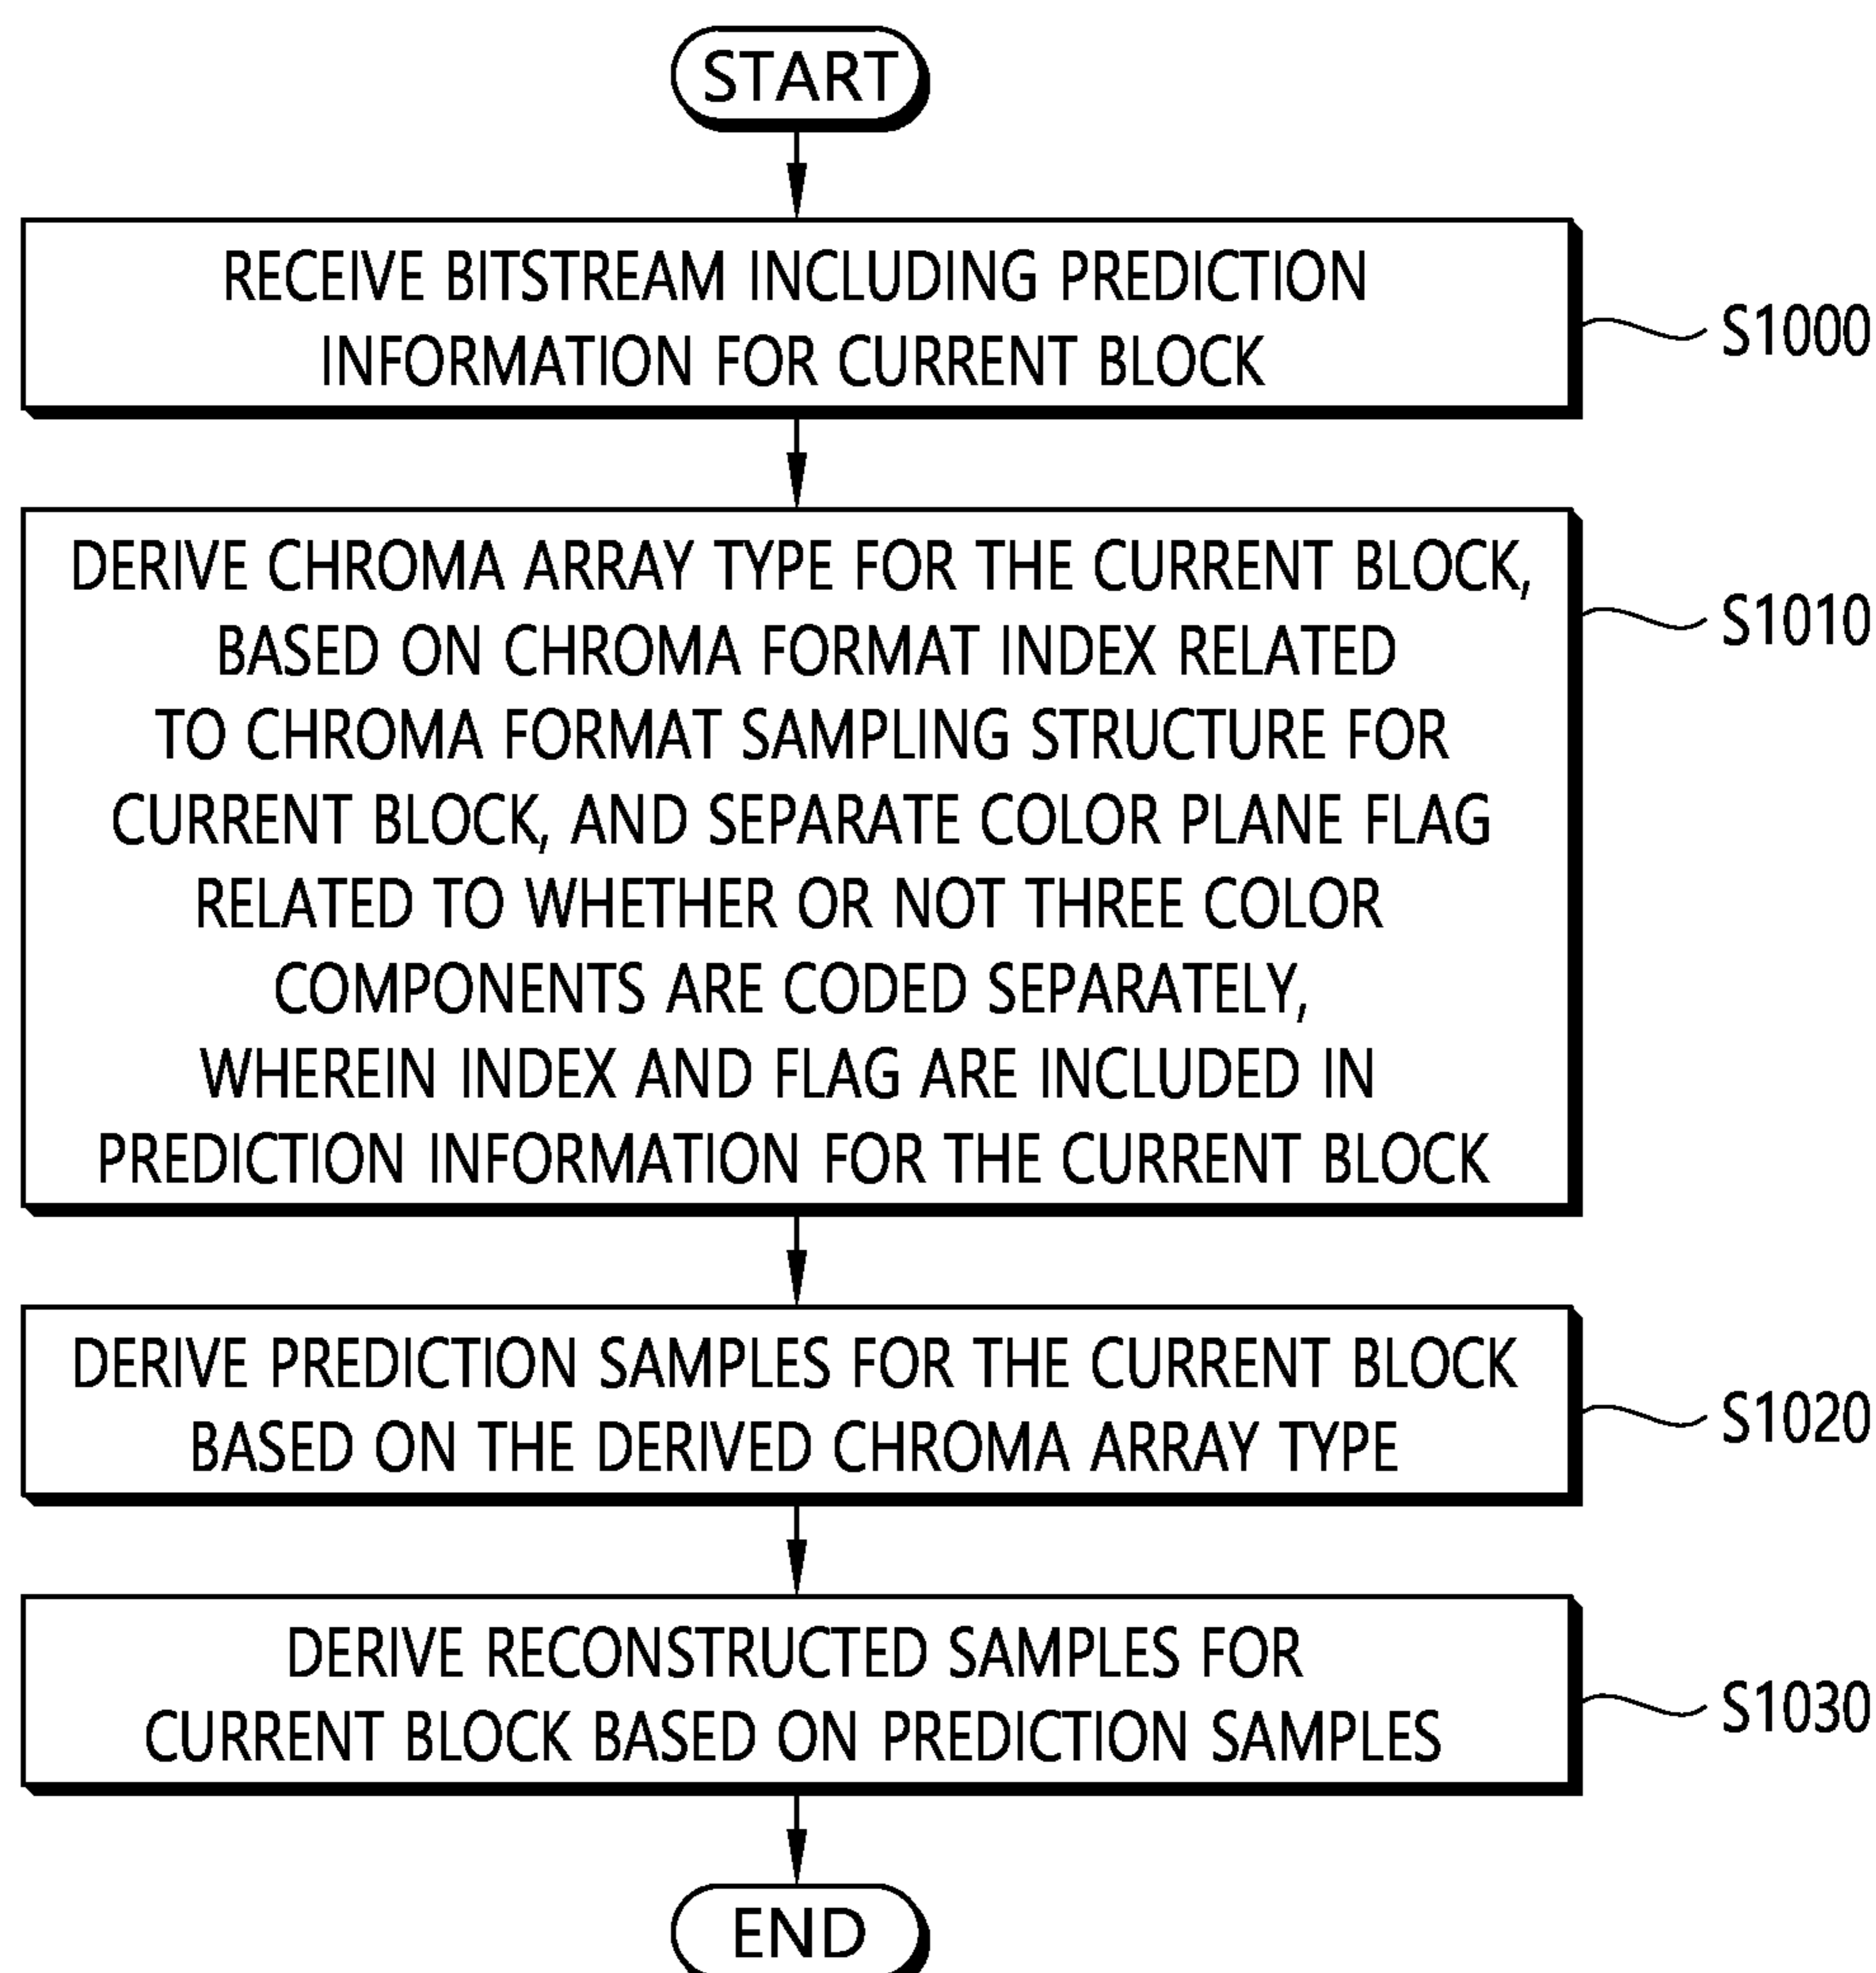 START
RECEIVE BITSTREAM INCLUDING PREDICTION
INFORMATION FOR CURRENT BLOCK
S1000
DERIVE CHROMA ARRAY TYPE FOR THE CURRENT BLOCK,
BASED ON CHROMA FORMAT INDEX RELATED
TO CHROMA FORMAT SAMPLING STRUCTURE FOR
CURRENT BLOCK, AND SEPARATE COLOR PLANE FLAG
RELATED TO WHETHER OR NOT THREE COLOR
COMPONENTS ARE CODED SEPARATELY,
WHEREIN INDEX AND FLAG ARE INCLUDED IN
PREDICTION INFORMATION FOR THE CURRENT BLOCK
S1010
DERIVE PREDICTION SAMPLES FOR THE CURRENT BLOCK
BASED ON THE DERIVED CHROMA ARRAY TYPE
S1020
DERIVE RECONSTRUCTED SAMPLES FOR
CURRENT BLOCK BASED ON PREDICTION SAMPLES
S1030
END